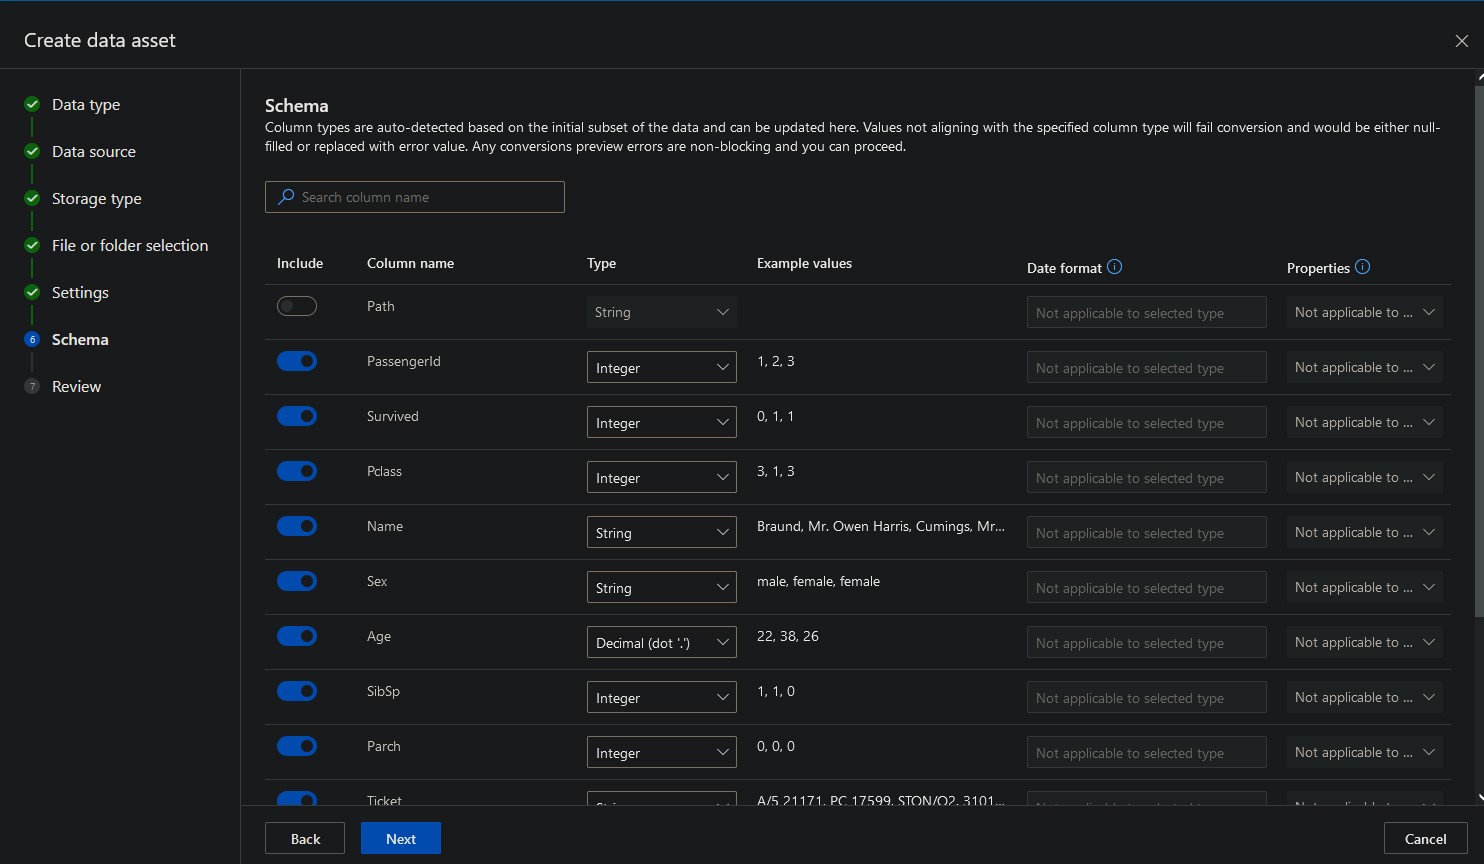 Create data asset
Data type
Data source
Storage type
File or folder selection
Settings
6
Schema
7
Review
Schema
Column types are auto-detected based on the initial subset of the data and can be updated here. Values not aligning with the specified column type will fail conversion and would be either null-
filled or replaced with error value. Any conversions preview errors are non-blocking and you can proceed.
Search column name
Include Column name Type Example values Date format Properties
Path String Not applicable to selected type Not applicable to ...
PassengerId Integer 1, 2, 3 Not applicable to selected type Not applicable to ...
Survived Integer 0, 1, 1 Not applicable to selected type Not applicable to ...
Pclass Integer 3, 1, 3 Not applicable to selected type Not applicable to ...
Name String Braund, Mr. Owen Harris, Cumings, Mr... Not applicable to selected type Not applicable to ...
Sex String male, female, female Not applicable to selected type Not applicable to ...
Age Decimal (dot '.') 22, 38, 26 Not applicable to selected type Not applicable to ...
SibSp Integer 1, 1, 0 Not applicable to selected type Not applicable to ...
Parch Integer 0, 0, 0 Not applicable to selected type Not applicable to ...
Ticket A/5 21171, PC 17599, STON/O2. 3101...
Back Next Cancel